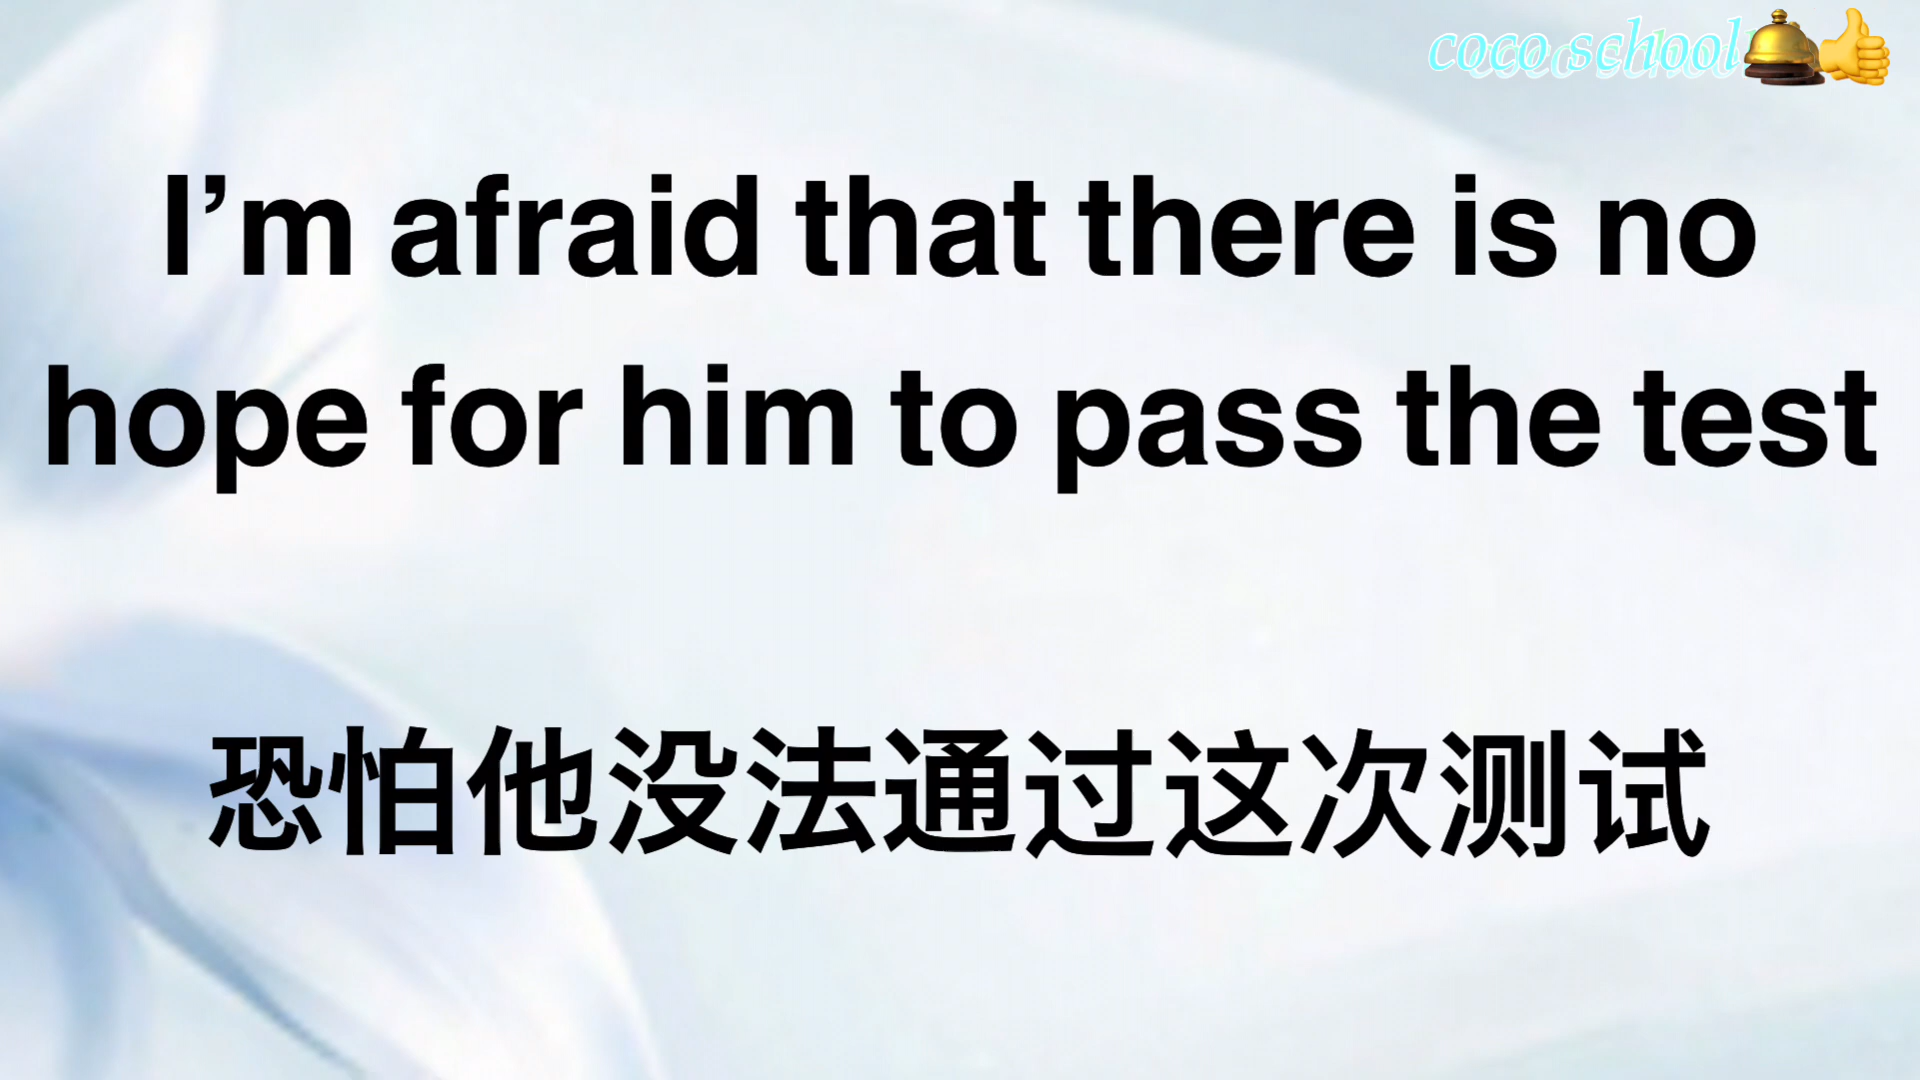 coco school🛎️👍
I’m afraid that there is no
hope for him to pass the test
恐怕他没法通过这次测试